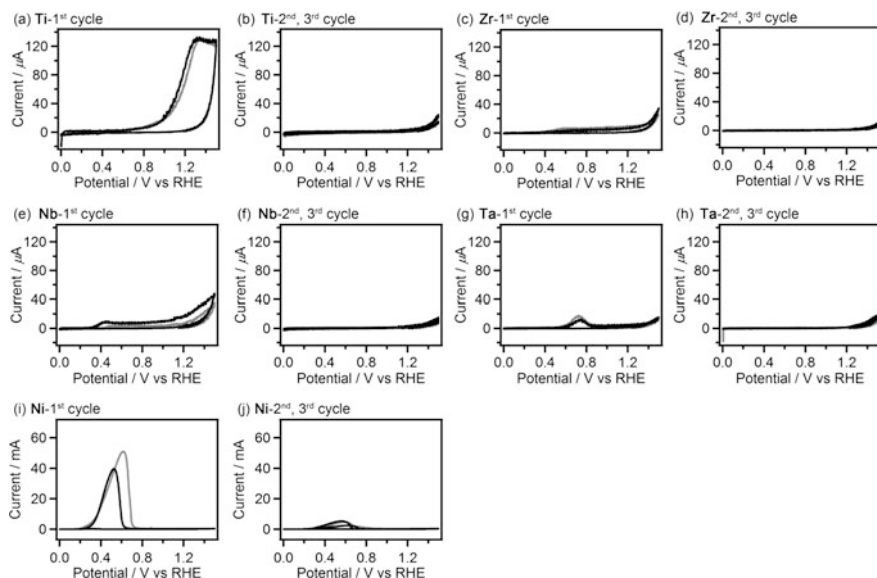 (a) Ti-1st cycle
(b) Ti-2nd, 3rd cycle
(c) Zr-1st cycle
(d) Zr-2nd, 3rd cycle
Current / μA
120
80
40
0
0.0 0.4 0.8 1.2
Potential / V vs RHE
Current / μA
120
80
40
0
0.0 0.4 0.8 1.2
Potential / V vs RHE
Current / μA
120
80
40
0
0.0 0.4 0.8 1.2
Potential / V vs RHE
Current / μA
120
80
40
0
0.0 0.4 0.8 1.2
Potential / V vs RHE
(e) Nb-1st cycle
(f) Nb-2nd, 3rd cycle
(g) Ta-1st cycle
(h) Ta-2nd, 3rd cycle
Current / μA
120
80
40
0
0.0 0.4 0.8 1.2
Potential / V vs RHE
Current / μA
120
80
40
0
0.0 0.4 0.8 1.2
Potential / V vs RHE
Current / μA
120
80
40
0
0.0 0.4 0.8 1.2
Potential / V vs RHE
Current / μA
120
80
40
0
0.0 0.4 0.8 1.2
Potential / V vs RHE
(i) Ni-1st cycle
(j) Ni-2nd, 3rd cycle
Current / mA
60
40
20
0
0.0 0.4 0.8 1.2
Potential / V vs RHE
Current / mA
60
40
20
0
0.0 0.4 0.8 1.2
Potential / V vs RHE